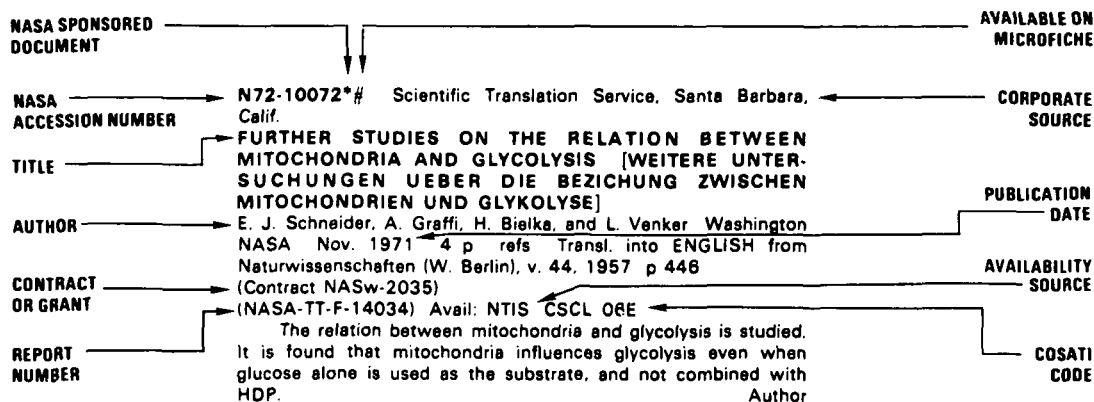 NASA SPONSORED
DOCUMENT
AVAILABLE ON
MICROFICHE
NASA
ACCESSION NUMBER
N72-10072*# Scientific Translation Service, Santa Barbara,
Calif.
CORPORATE
SOURCE
TITLE
FURTHER STUDIES ON THE RELATION BETWEEN
MITOCHONDRIA AND GLYCOLYSIS [WEITERE UNTER-
SUCHUNGEN UEBER DIE BEZICHUNG ZWISCHEN
MITOCHONDRIEN UND GLYKOLYSE]
PUBLICATION
DATE
AUTHOR
E. J. Schneider, A. Graffi, H. Bielka, and L. Venker Washington
NASA Nov. 1971 4 p refs Transl. into ENGLISH from
Naturwissenschaften (W. Berlin), v. 44, 1957 p 446
AVAILABILITY
SOURCE
CONTRACT
OR GRANT
(Contract NASw-2035)
(NASA-TT-F-14034) Avail: NTIS CSCL 06E
The relation between mitochondria and glycolysis is studied.
It is found that mitochondria influences glycolysis even when
glucose alone is used as the substrate, and not combined with
HDP. Author
REPORT
NUMBER
COSATI
CODE